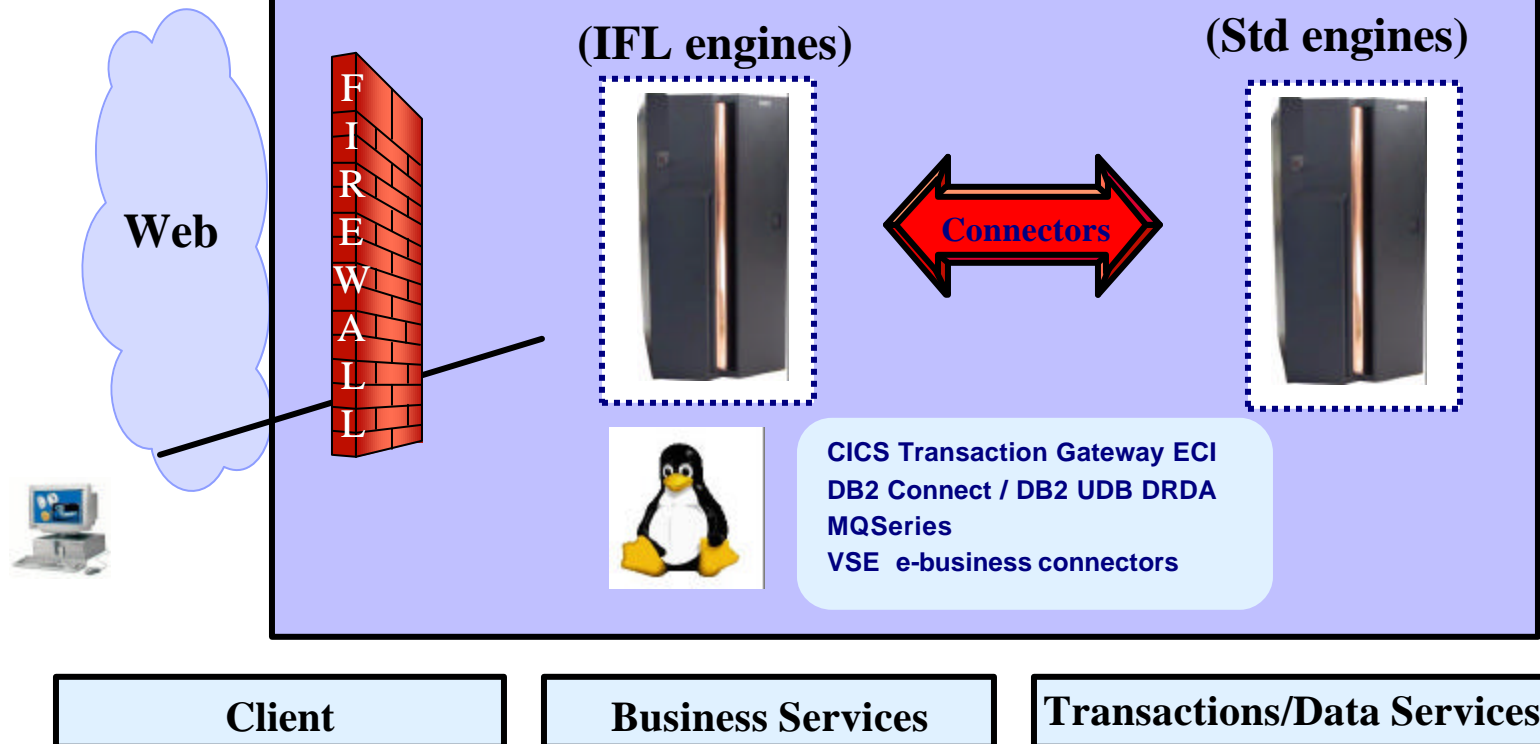 (IFL engines)
(Std engines)
FIREWALL
Web
Connectors
CICS Transaction Gateway ECI
DB2 Connect / DB2 UDB DRDA
MQSeries
VSE e-business connectors
Client
Business Services
Transactions/Data Services